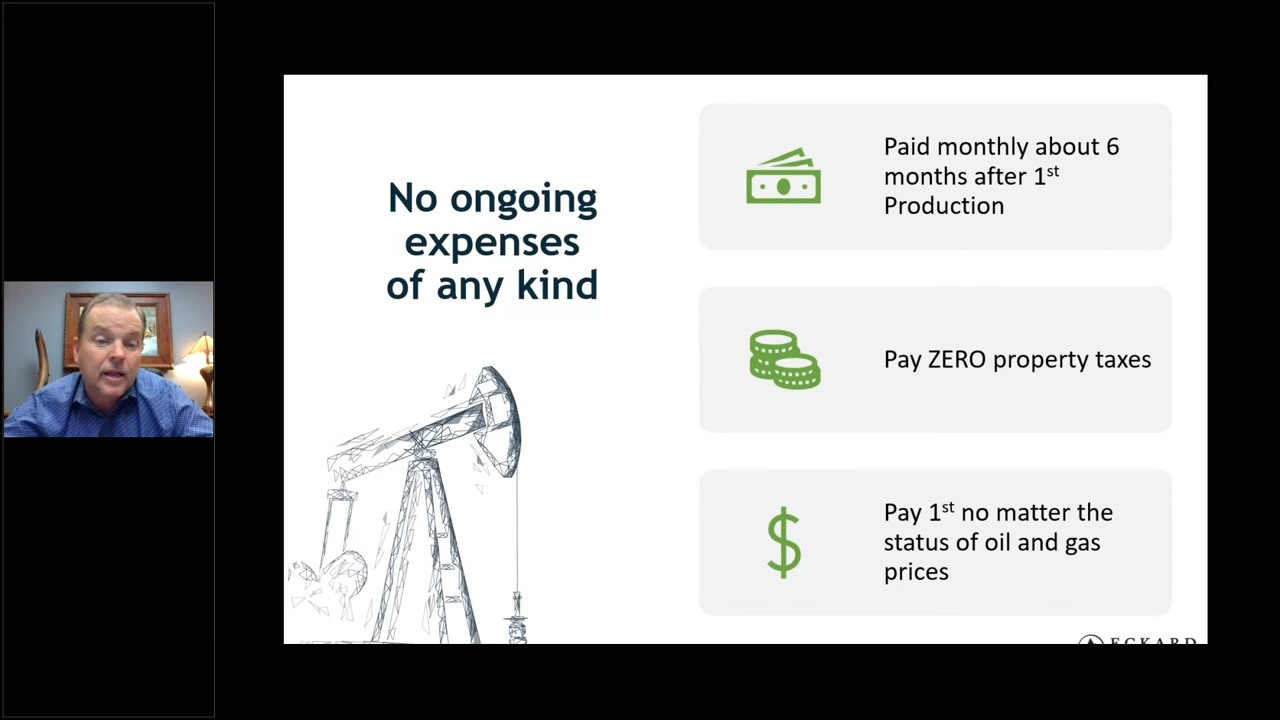 No ongoing
expenses
of any kind
Paid monthly about 6
months after 1st
Production
Pay ZERO property taxes
Pay 1st no matter the
status of oil and gas
prices
ECKARD